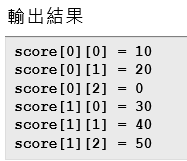 輸出結果
score[0][0] = 10
score[0][1] = 20
score[0][2] = 0
score[1][0] = 30
score[1][1] = 40
score[1][2] = 50